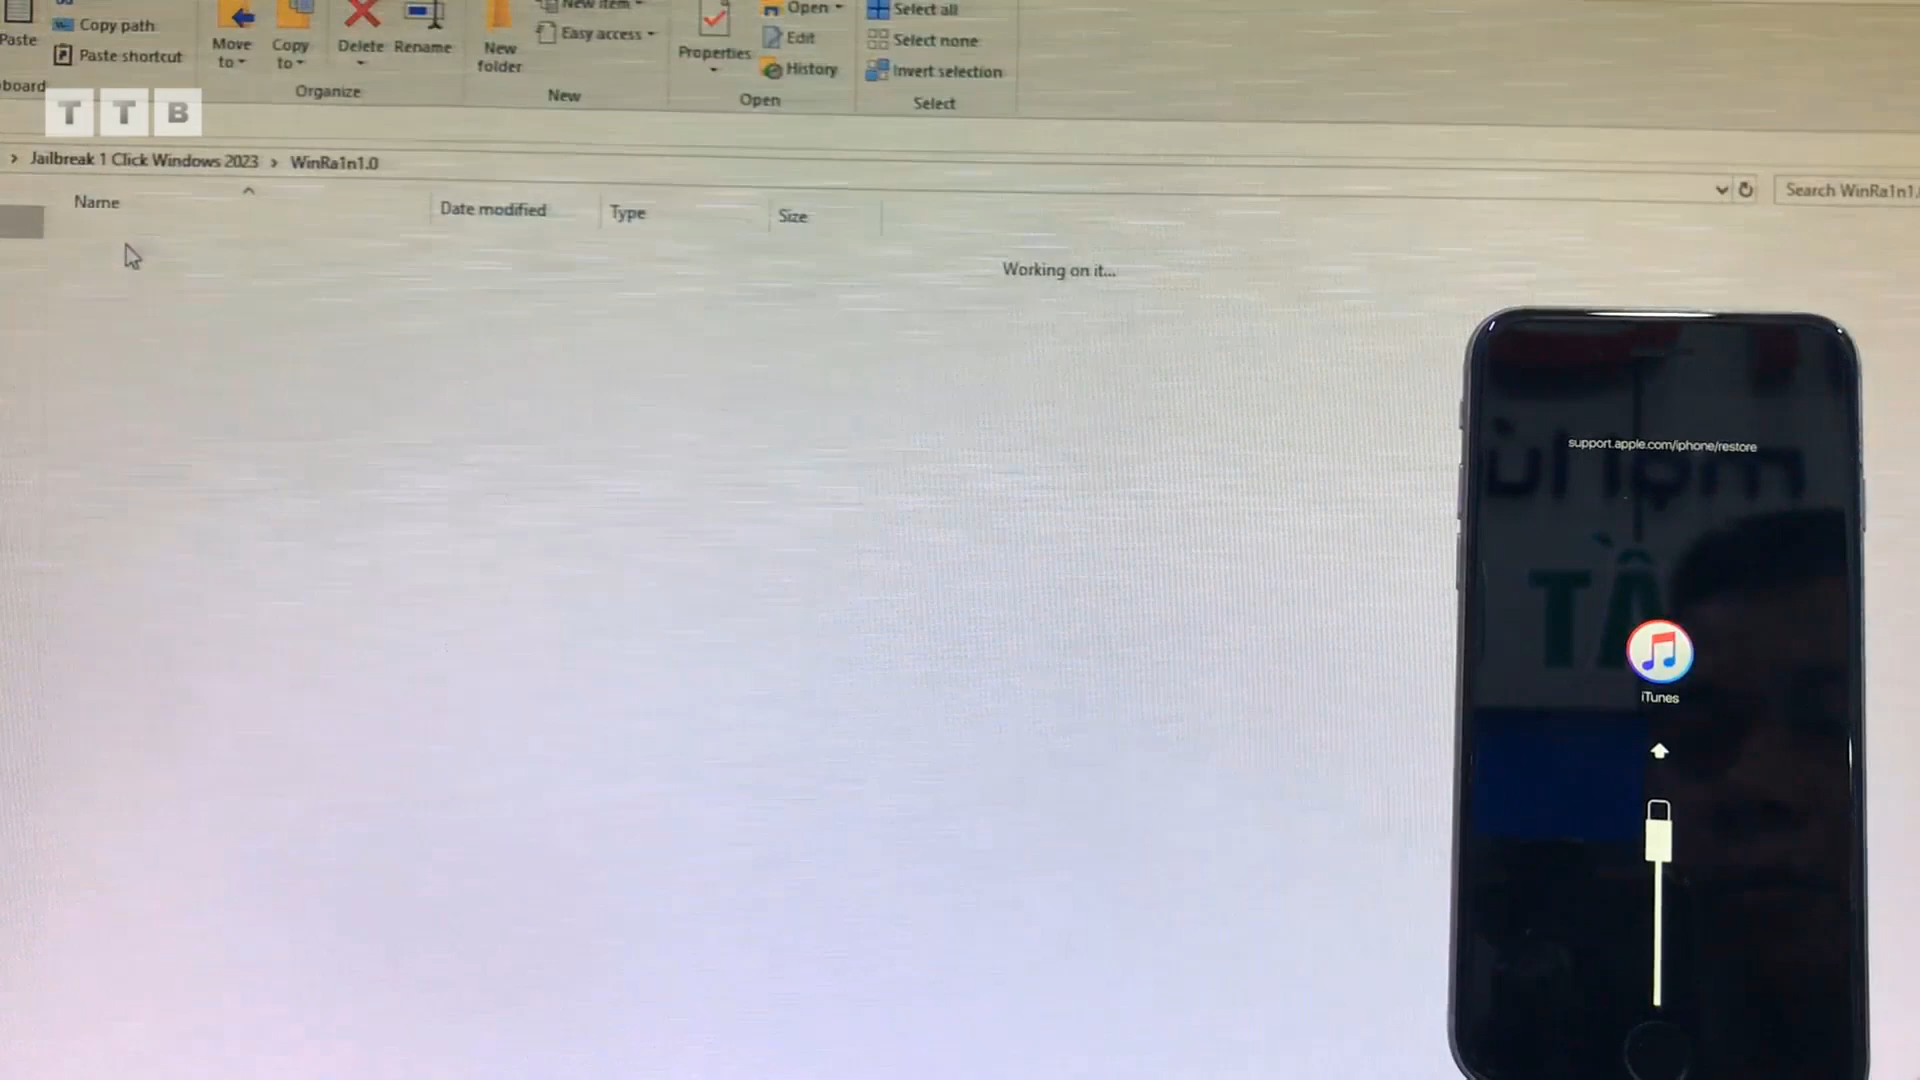 Paste
Copy path
Paste shortcut
board
Move
to
Copy
to
Delete
Rename
Organize
New
folder
New item
Easy access
New
Properties
Open
Edit
History
Open
Select all
Select none
Invert selection
Select
TTB
Jailbreak 1 Click Windows 2023 > WinRa1n1.0
Search WinRa1n1.
Name
Date modified
Type
Size
Working on it...
support.apple.com/iphone/restore
iTunes